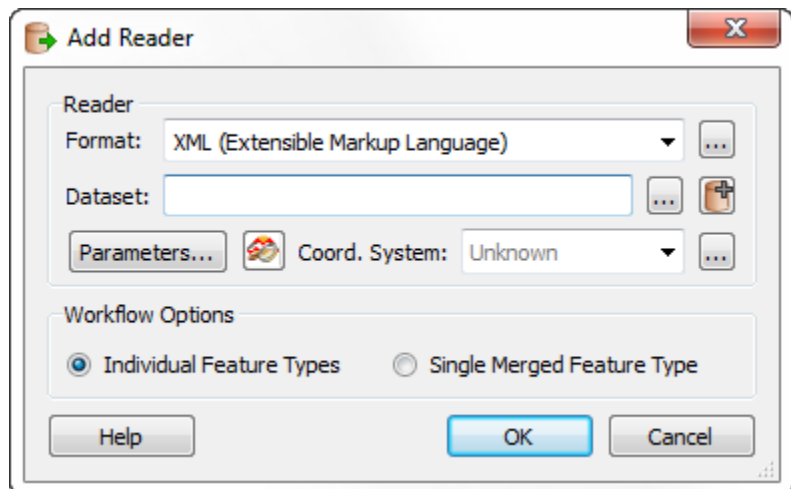 Add Reader
Reader
Format: XML (Extensible Markup Language) ...
Dataset: ...
Parameters... Coord. System: Unknown ...
Workflow Options
Individual Feature Types Single Merged Feature Type
Help OK Cancel